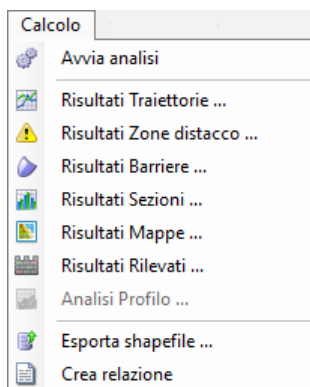 Calcolo
Avvia analisi
Risultati Traiettorie ...
Risultati Zone distacco ...
Risultati Barriere ...
Risultati Sezioni ...
Risultati Mappe ...
Risultati Rilevati ...
Analisi Profilo ...
Esporta shapefile ...
Crea relazione